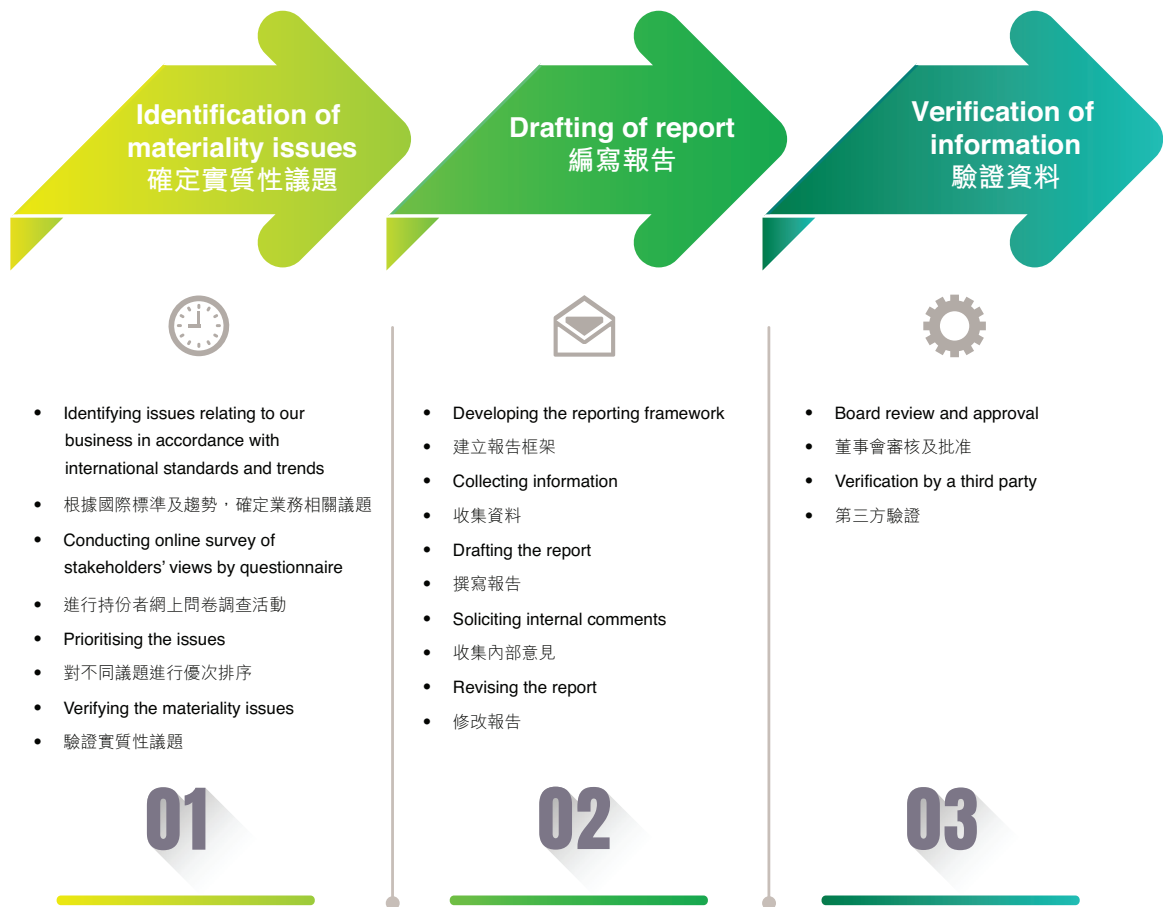 Identification of
materiality issues
確定實質性議題
Drafting of report
編寫報告
Verification of
information
驗證資料
• Identifying issues relating to our
business in accordance with
international standards and trends
• 根據國際標準及趨勢，確定業務相關議題
• Conducting online survey of
stakeholders' views by questionnaire
• 進行持份者網上問卷調查活動
• Prioritising the issues
• 對不同議題進行優次排序
• Verifying the materiality issues
• 驗證實質性議題
01
• Developing the reporting framework
• 建立報告框架
• Collecting information
• 收集資料
• Drafting the report
• 撰寫報告
• Soliciting internal comments
• 收集內部意見
• Revising the report
• 修改報告
02
• Board review and approval
• 董事會審核及批准
• Verification by a third party
• 第三方驗證
03